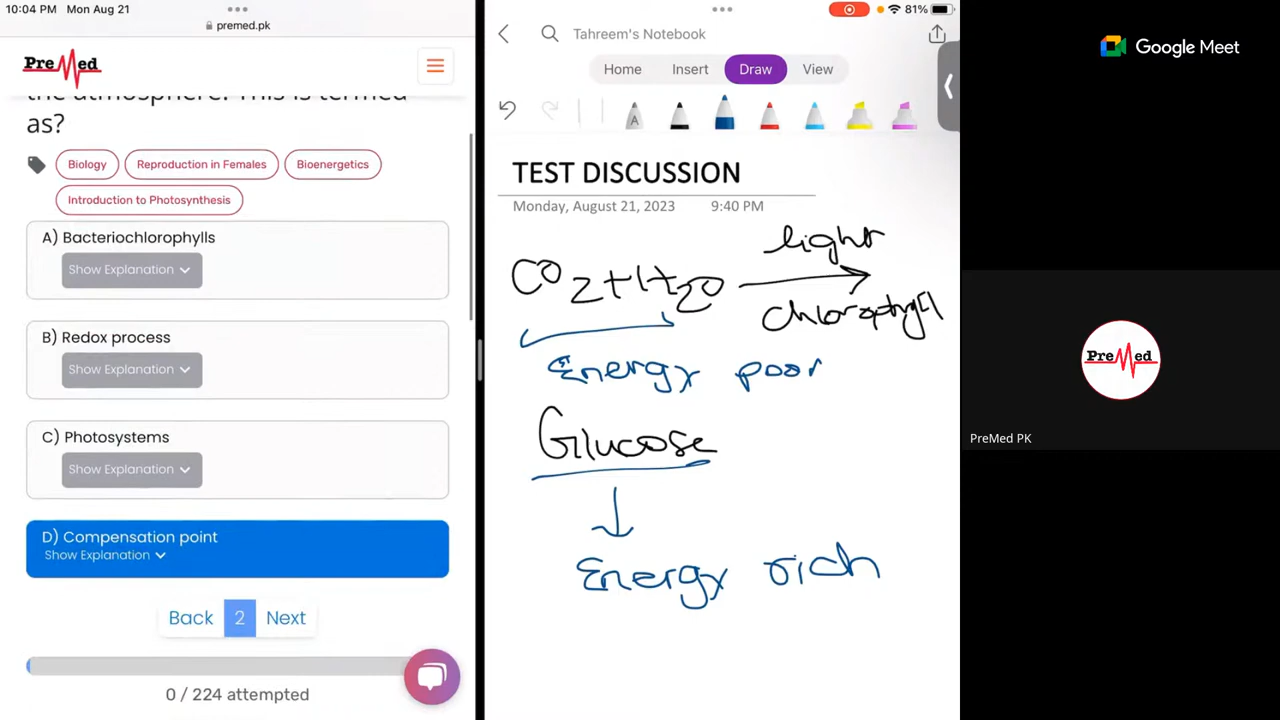 10:04 PM Mon Aug 21
premed.pk
81%
PreMed
the atmosphere. This is termed
as?
Biology
Reproduction in Females
Bioenergetics
Introduction to Photosynthesis
A) Bacteriochlorophylls
Show Explanation
B) Redox process
Show Explanation
C) Photosystems
Show Explanation
D) Compensation point
Show Explanation
Back 2 Next
0 / 224 attempted
Tahreem's Notebook
Home Insert Draw View
A
TEST DISCUSSION
Monday, August 21, 2023 9:40 PM
light
CO2+H2O
chlorophyll
Energy poor
Glucose
Energy rich
Google Meet
PreMed
PreMed PK